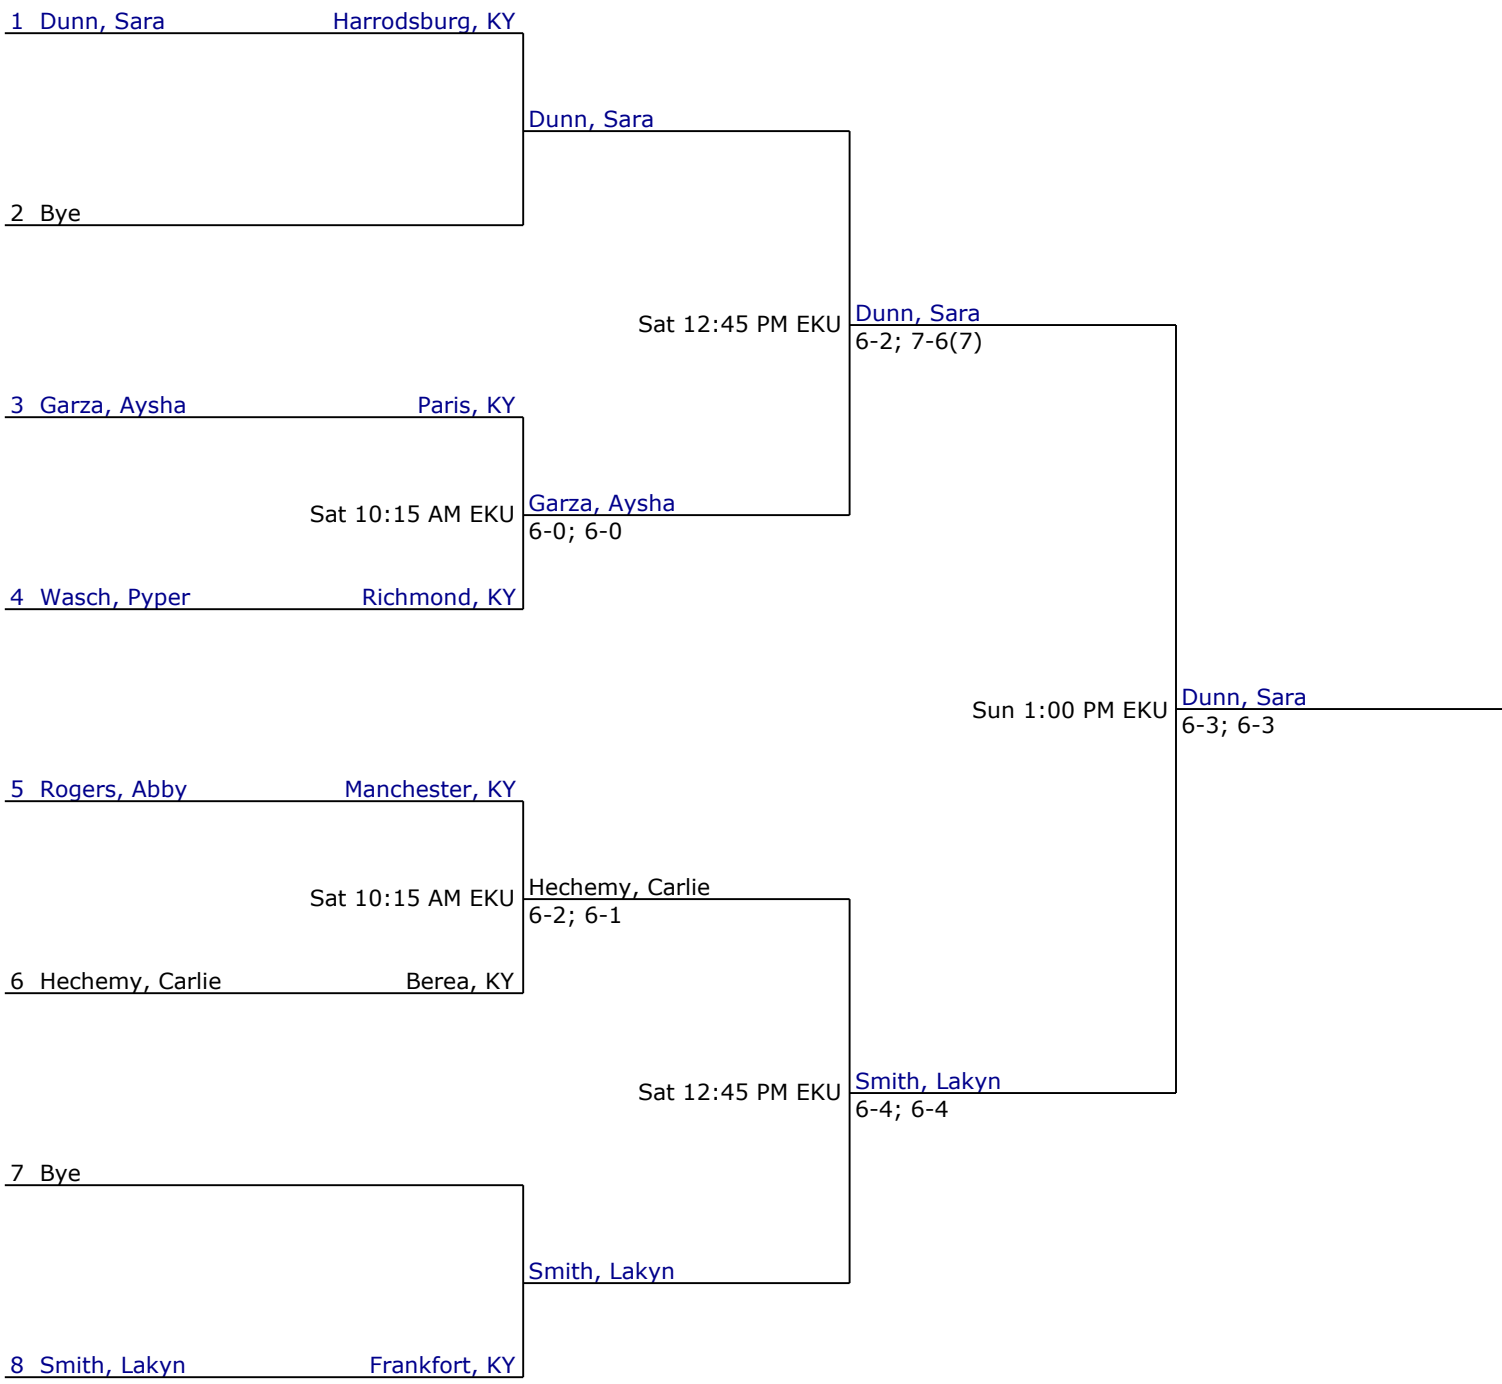 1 Dunn, Sara Harrodsburg, KY
Dunn, Sara
2 Bye
Sat 12:45 PM EKU
Dunn, Sara
6-2; 7-6(7)
3 Garza, Aysha Paris, KY
Sat 10:15 AM EKU
Garza, Aysha
6-0; 6-0
4 Wasch, Pyper Richmond, KY
Sun 1:00 PM EKU
Dunn, Sara
6-3; 6-3
5 Rogers, Abby Manchester, KY
Sat 10:15 AM EKU
Hechemy, Carlie
6-2; 6-1
6 Hechemy, Carlie Berea, KY
Sat 12:45 PM EKU
Smith, Lakyn
6-4; 6-4
7 Bye
Smith, Lakyn
8 Smith, Lakyn Frankfort, KY